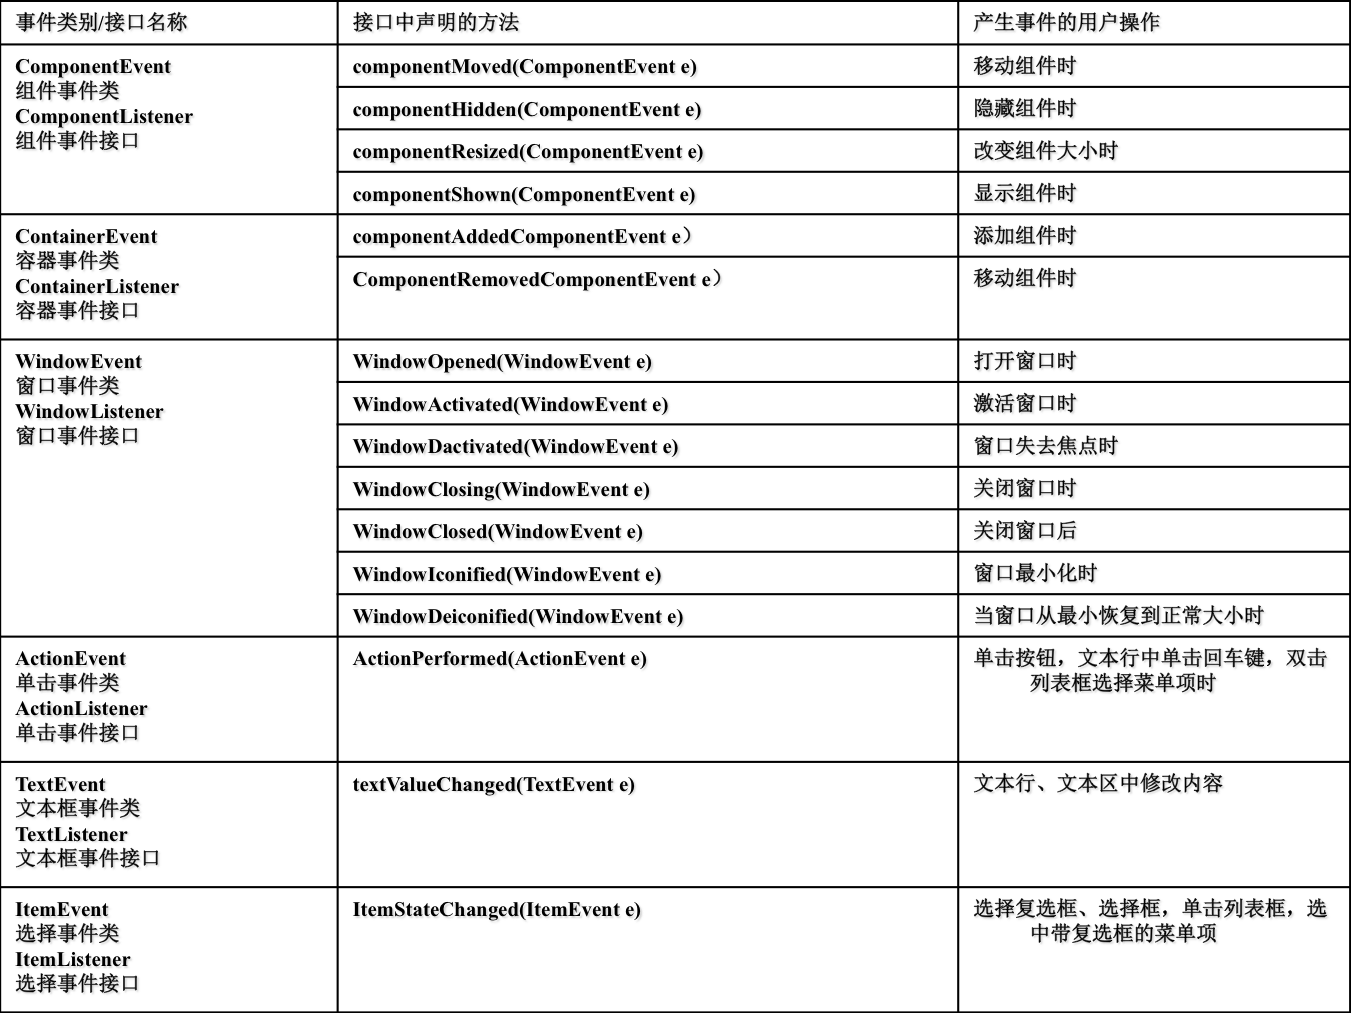 事件类别/接口名称
接口中声明的方法
产生事件的用户操作
ComponentEvent
组件事件类
ComponentListener
组件事件接口
componentMoved(ComponentEvent e)
移动组件时
componentHidden(ComponentEvent e)
隐藏组件时
componentResized(ComponentEvent e)
改变组件大小时
componentShown(ComponentEvent e)
显示组件时
ContainerEvent
容器事件类
ContainerListener
容器事件接口
componentAddedComponentEvent e）
添加组件时
ComponentRemovedComponentEvent e）
移动组件时
WindowEvent
窗口事件类
WindowListener
窗口事件接口
WindowOpened(WindowEvent e)
打开窗口时
WindowActivated(WindowEvent e)
激活窗口时
WindowDactivated(WindowEvent e)
窗口失去焦点时
WindowClosing(WindowEvent e)
关闭窗口时
WindowClosed(WindowEvent e)
关闭窗口后
WindowIconified(WindowEvent e)
窗口最小化时
WindowDeiconified(WindowEvent e)
当窗口从最小恢复到正常大小时
ActionEvent
单击事件类
ActionListener
单击事件接口
ActionPerformed(ActionEvent e)
单击按钮，文本行中单击回车键，双击
列表框选择菜单项时
TextEvent
文本框事件类
TextListener
文本框事件接口
textValueChanged(TextEvent e)
文本行、文本区中修改内容
ItemEvent
选择事件类
ItemListener
选择事件接口
ItemStateChanged(ItemEvent e)
选择复选框、选择框，单击列表框，选
中带复选框的菜单项